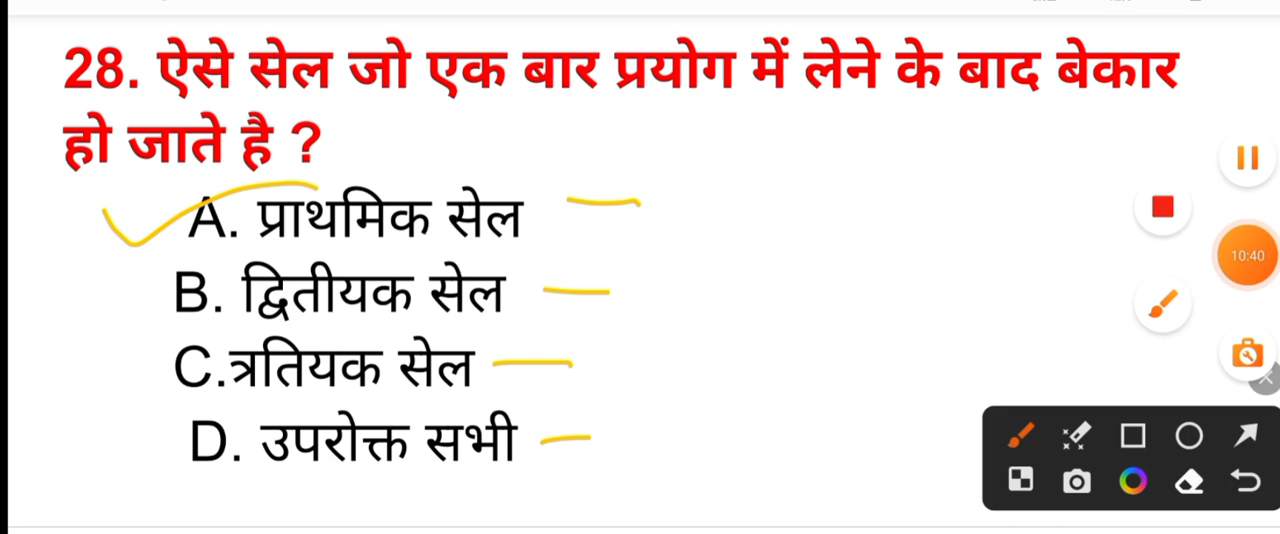 28. ऐसे सेल जो एक बार प्रयोग में लेने के बाद बेकार
हो जाते है ?
A. प्राथमिक सेल
B. द्वितीयक सेल
C.त्रतियक सेल
D. उपरोक्त सभी
10:40